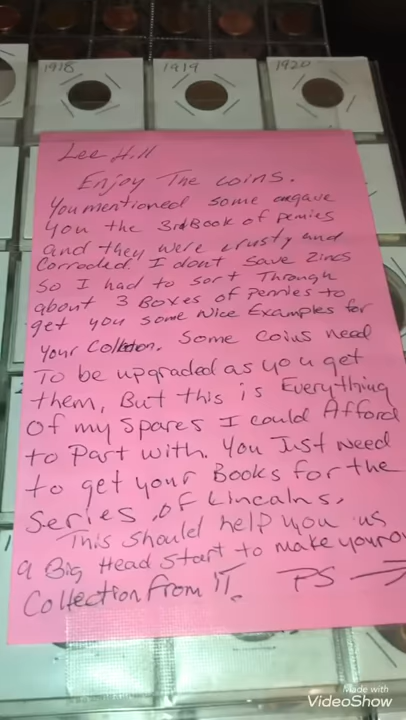 1918
1919
1920
Lee Hill
Enjoy The coins.
You mentioned some one gave
you the 3rd Book of pennies
and they were crusty and
Corroded. I dont save Zincs
so I had to sort Through
about 3 Boxes of Pennies to
get you some Nice Examples for
your Collection. Some coins need
To be upgraded as you get
them, But this is Everything
Of my Spares I could Afford
to Part with. You Just Need
to get your Books for the
Series of Lincolns.
This should help you as
a Big Head Start to make your
Collection From IT. PS →
Made with
VideoShow